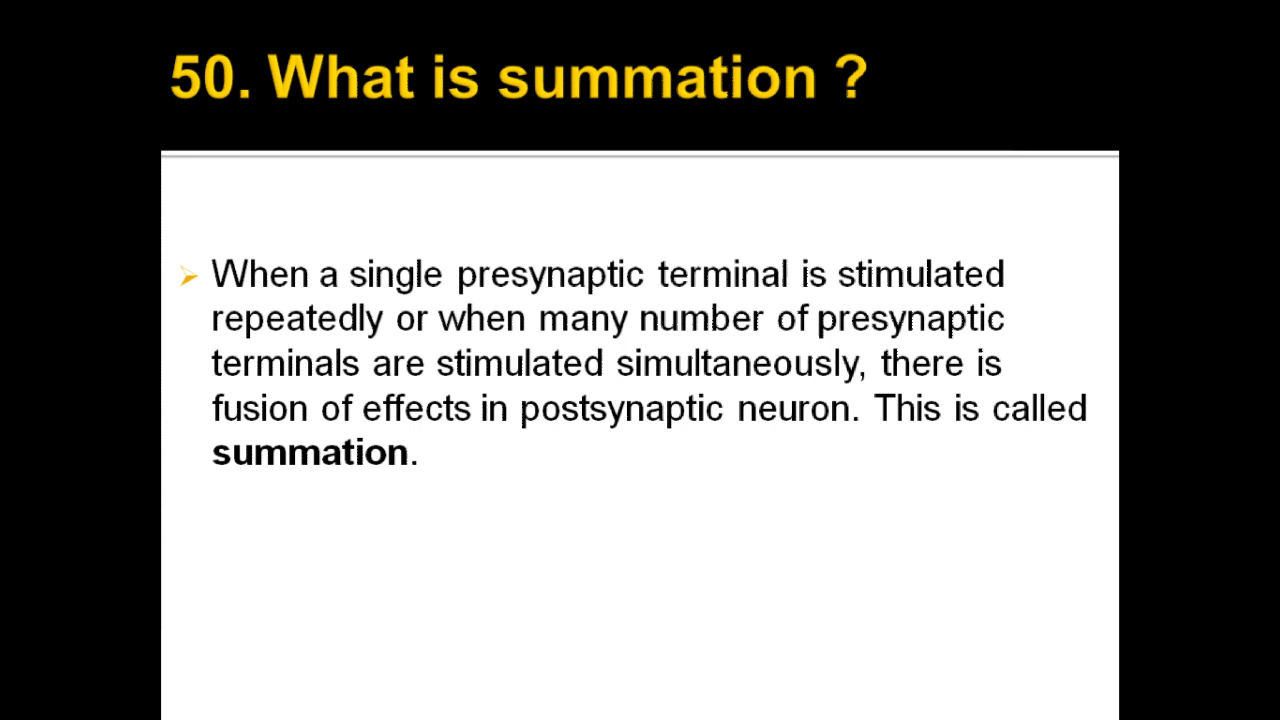 50. What is summation ?
When a single presynaptic terminal is stimulated
repeatedly or when many number of presynaptic
terminals are stimulated simultaneously, there is
fusion of effects in postsynaptic neuron. This is called
summation.